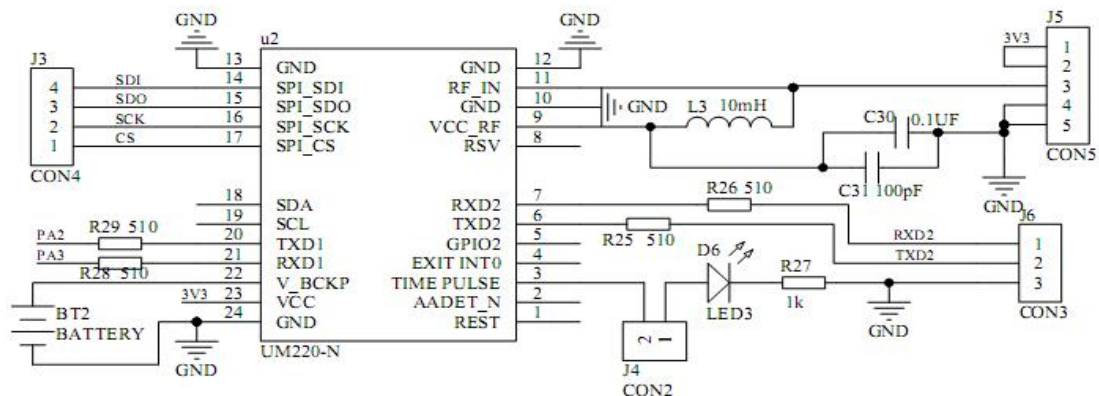 GND
GND
J5
u2
J3
3V3
1
2
3
4
5
CON5
4 SDI 13 GND GND 12
SDI 14 SPI_SDI RF_IN 11
3 SDO 15 SPI_SDO GND 10 GND
2 SCK 16 SPI_SCK VCC_RF 9
1 CS 17 SPI_CS RSV 8
CON4
L3 10mH
C30 0.1UF
C31 100pF
GND
18 SDA RXD2 7 R26 510
19 SCL TXD2 6 R25 510
PA2 R29 510 20 TXD1 GPIO2 5
PA3 R28 510 21 RXD1 EXIT INT0 4
22 V_BCKP TIME PULSE 3
3V3 23 VCC AADET_N 2
24 GND REST 1
UM220-N
BT2
BATTERY
GND
D6
LED3
R27
1k
GND
RXD2
TXD2
J6
1
2
3
CON3
2 1
J4
CON2